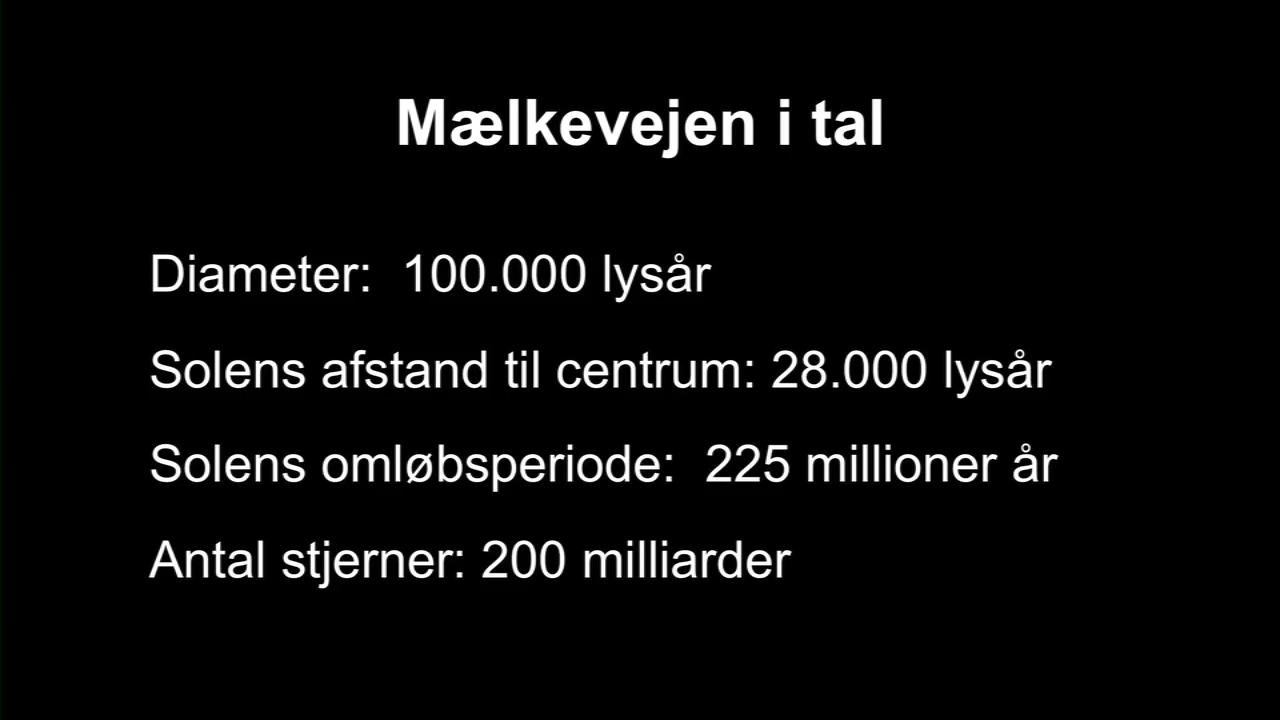 Mælkevejen i tal
Diameter:  100.000 lysår
Solens afstand til centrum: 28.000 lysår
Solens omløbsperiode:  225 millioner år
Antal stjerner: 200 milliarder